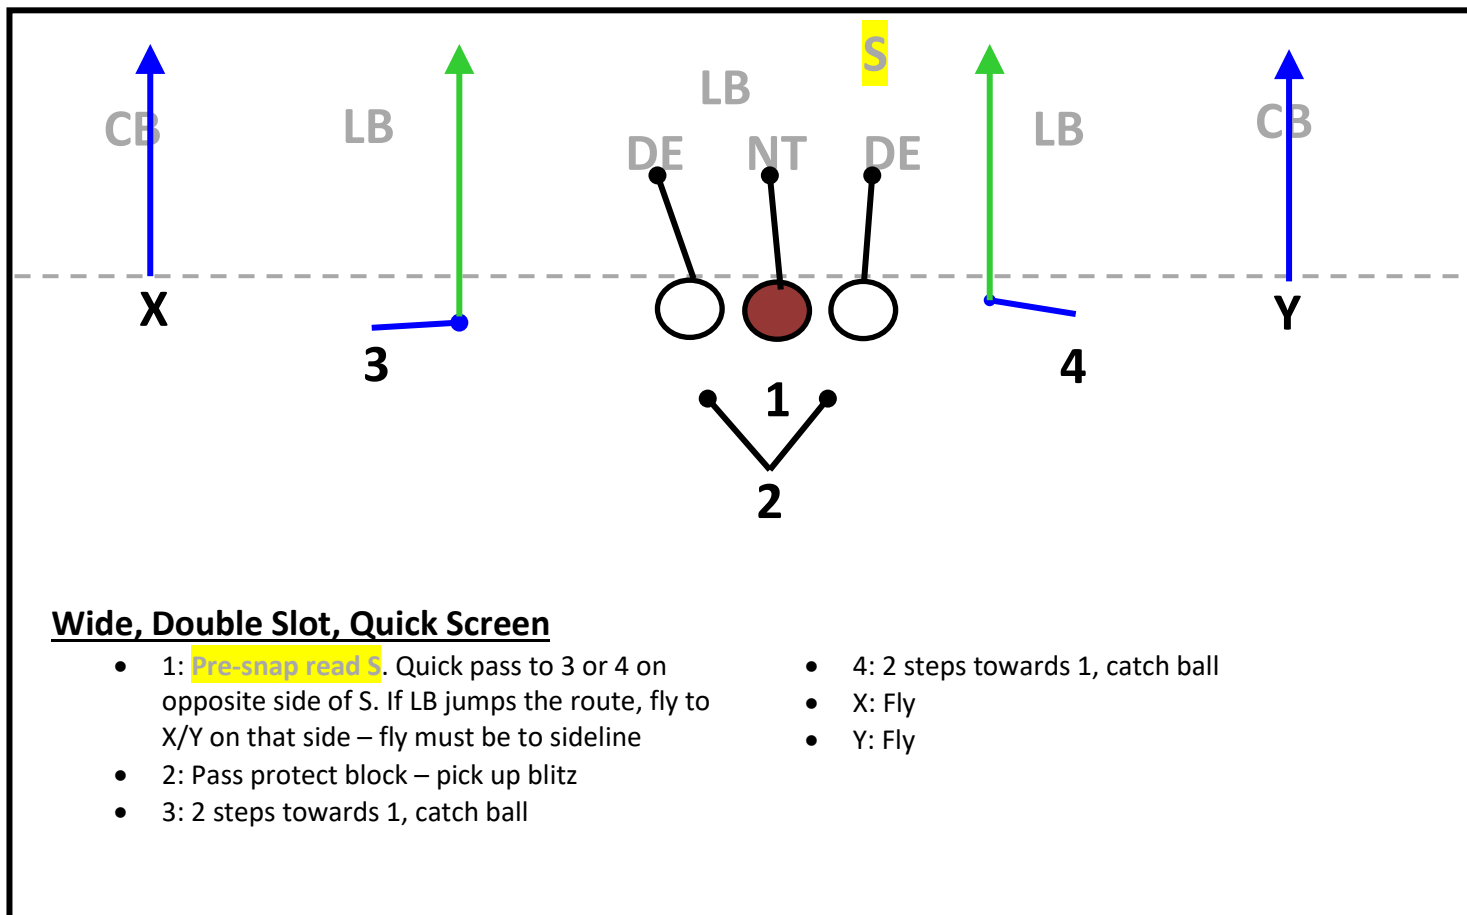 S
LB
CB
LB
DE
NT
DE
LB
CB
X
3
1
4
Y
2
Wide, Double Slot, Quick Screen
• 1: Pre-snap read S. Quick pass to 3 or 4 on
opposite side of S. If LB jumps the route, fly to
X/Y on that side – fly must be to sideline
• 2: Pass protect block – pick up blitz
• 3: 2 steps towards 1, catch ball
• 4: 2 steps towards 1, catch ball
• X: Fly
• Y: Fly